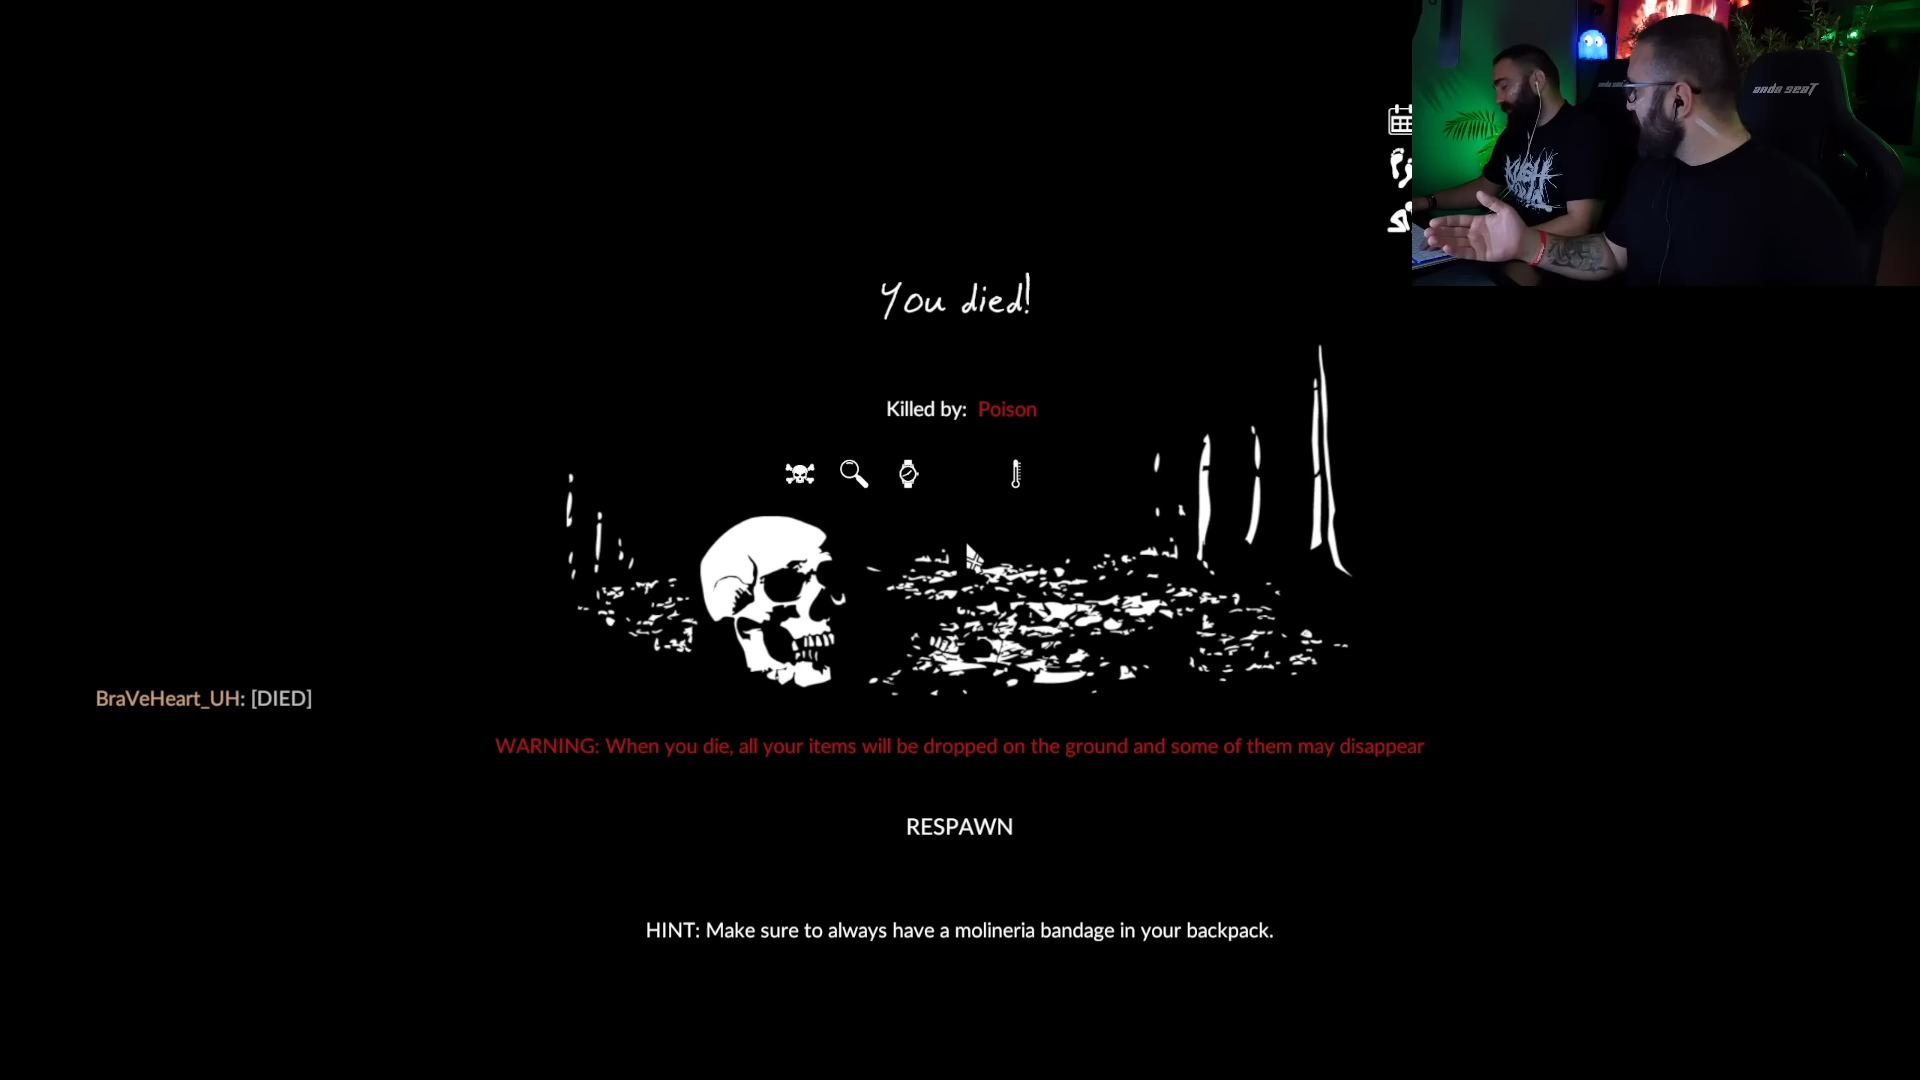 anda seaT
You died!
Killed by: Poison
BraVeHeart_UH: [DIED]
WARNING: When you die, all your items will be dropped on the ground and some of them may disappear
RESPAWN
HINT: Make sure to always have a molineria bandage in your backpack.